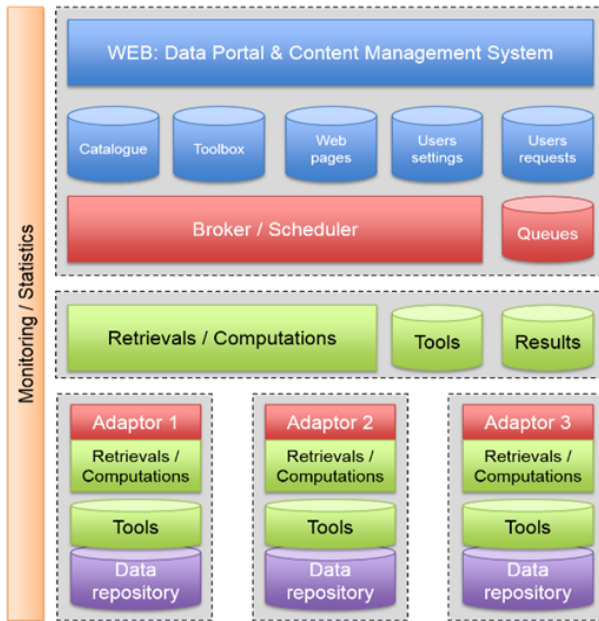 Monitoring / Statistics
WEB: Data Portal & Content Management System
Catalogue
Toolbox
Web
pages
Users
settings
Users
requests
Broker / Scheduler
Queues
Retrievals / Computations
Tools
Results
Adaptor 1
Retrievals /
Computations
Tools
Data
repository
Adaptor 2
Retrievals /
Computations
Tools
Data
repository
Adaptor 3
Retrievals /
Computations
Tools
Data
repository